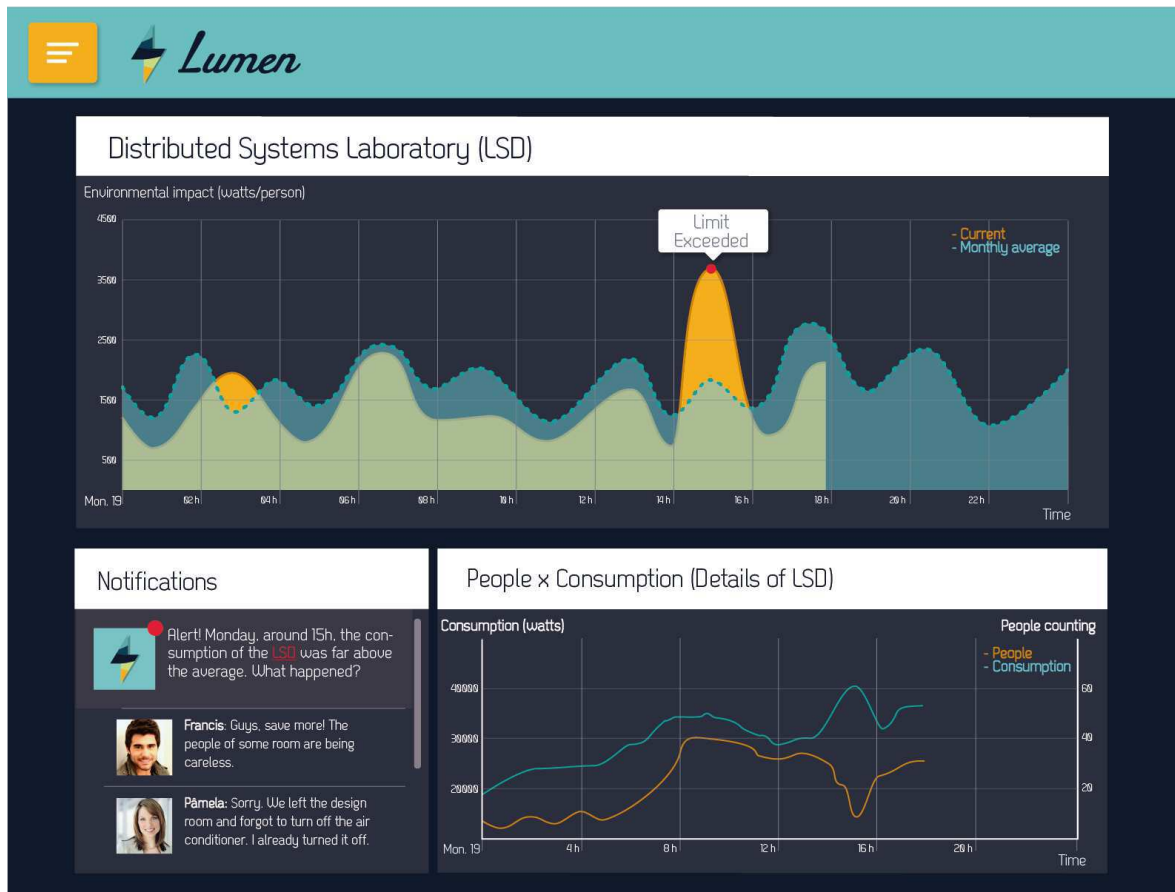 Lumen
Distributed Systems Laboratory (LSD)
Environmental impact (watts/person)
4500
3500
2500
1500
500
Limit
Exceeded
- Current
- Monthly average
Mon. 19
02 h
04 h
06 h
08 h
10 h
12 h
14 h
16 h
18 h
20 h
22 h
Time
Notifications
Alert! Monday, around 15h, the con-
sumption of the LSD was far above
the average. What happened?
Francis: Guys, save more! The
people of some room are being
careless.
Pâmela: Sorry. We left the design
room and forgot to turn off the air
conditioner. I already turned it off.
People x Consumption (Details of LSD)
Consumption (watts)
People counting
- People
- Consumption
40000
30000
20000
60
40
20
Mon. 19
4 h
8 h
12 h
16 h
20 h
Time